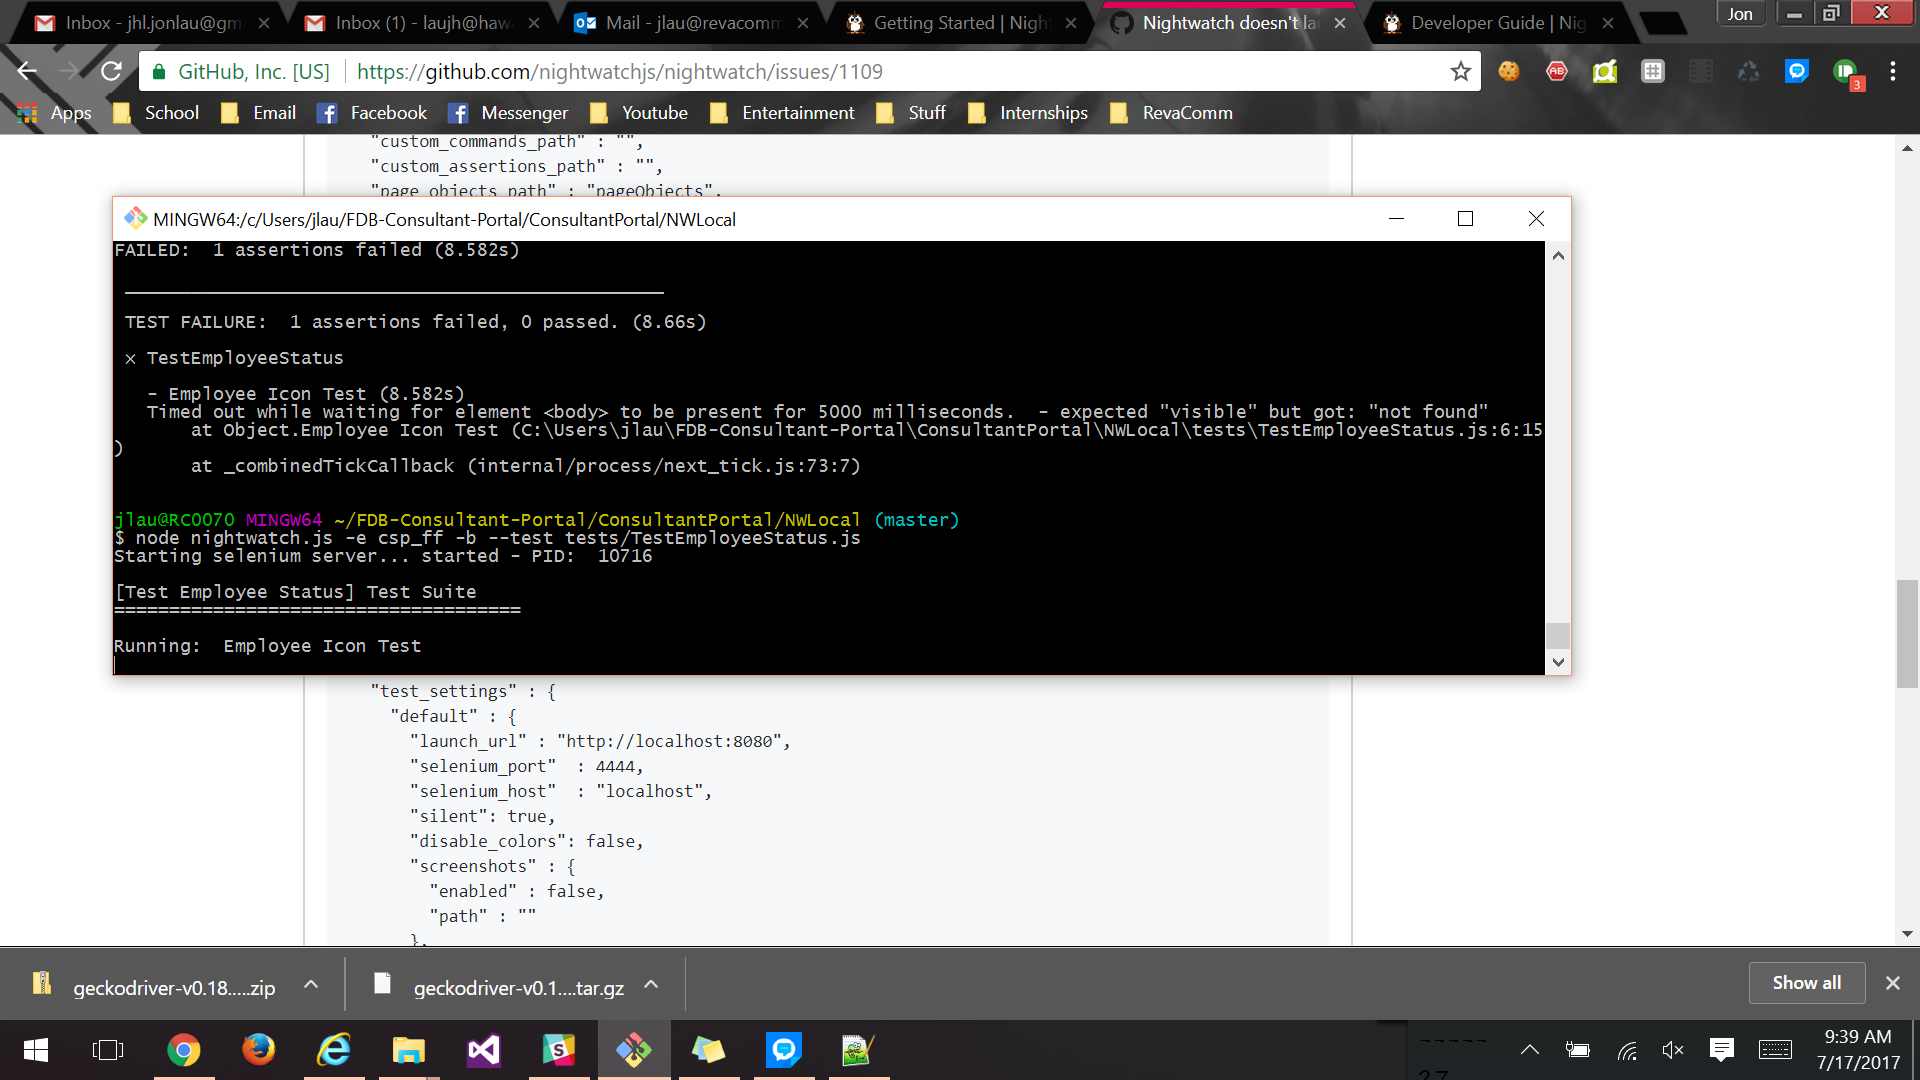 Inbox - jhl.jonlau@gm
Inbox (1) - laujh@haw
Mail - jlau@revacomm
Getting Started | Nigh
Nightwatch doesn't la
Developer Guide | Nig
Jon
GitHub, Inc. [US]
https://github.com/nightwatchjs/nightwatch/issues/1109
ABP
3
Apps
School
Email
Facebook
Messenger
Youtube
Entertainment
Stuff
Internships
RevaComm
"custom_commands_path" : "",
"custom_assertions_path" : "",
"page_objects_path" : "pageObjects",
MINGW64:/c/Users/jlau/FDB-Consultant-Portal/ConsultantPortal/NWLocal
FAILED:  1 assertions failed (8.582s)
TEST FAILURE:  1 assertions failed, 0 passed. (8.66s)
× TestEmployeeStatus
- Employee Icon Test (8.582s)
Timed out while waiting for element <body> to be present for 5000 milliseconds.  - expected "visible" but got: "not found"
at Object.Employee Icon Test (C:\Users\jlau\FDB-Consultant-Portal\ConsultantPortal\NWLocal\tests\TestEmployeeStatus.js:6:15
)
at _combinedTickCallback (internal/process/next_tick.js:73:7)
jlau@RC0070 MINGW64 ~/FDB-Consultant-Portal/ConsultantPortal/NWLocal (master)
$ node nightwatch.js -e csp_ff -b --test tests/TestEmployeeStatus.js
Starting selenium server... started - PID:  10716
[Test Employee Status] Test Suite
=====================================
Running:  Employee Icon Test
"test_settings" : {
"default" : {
"launch_url" : "http://localhost:8080",
"selenium_port"  : 4444,
"selenium_host"  : "localhost",
"silent": true,
"disable_colors": false,
"screenshots" : {
"enabled" : false,
"path" : ""
},
geckodriver-v0.18.....zip
geckodriver-v0.1....tar.gz
Show all
9:39 AM
7/17/2017